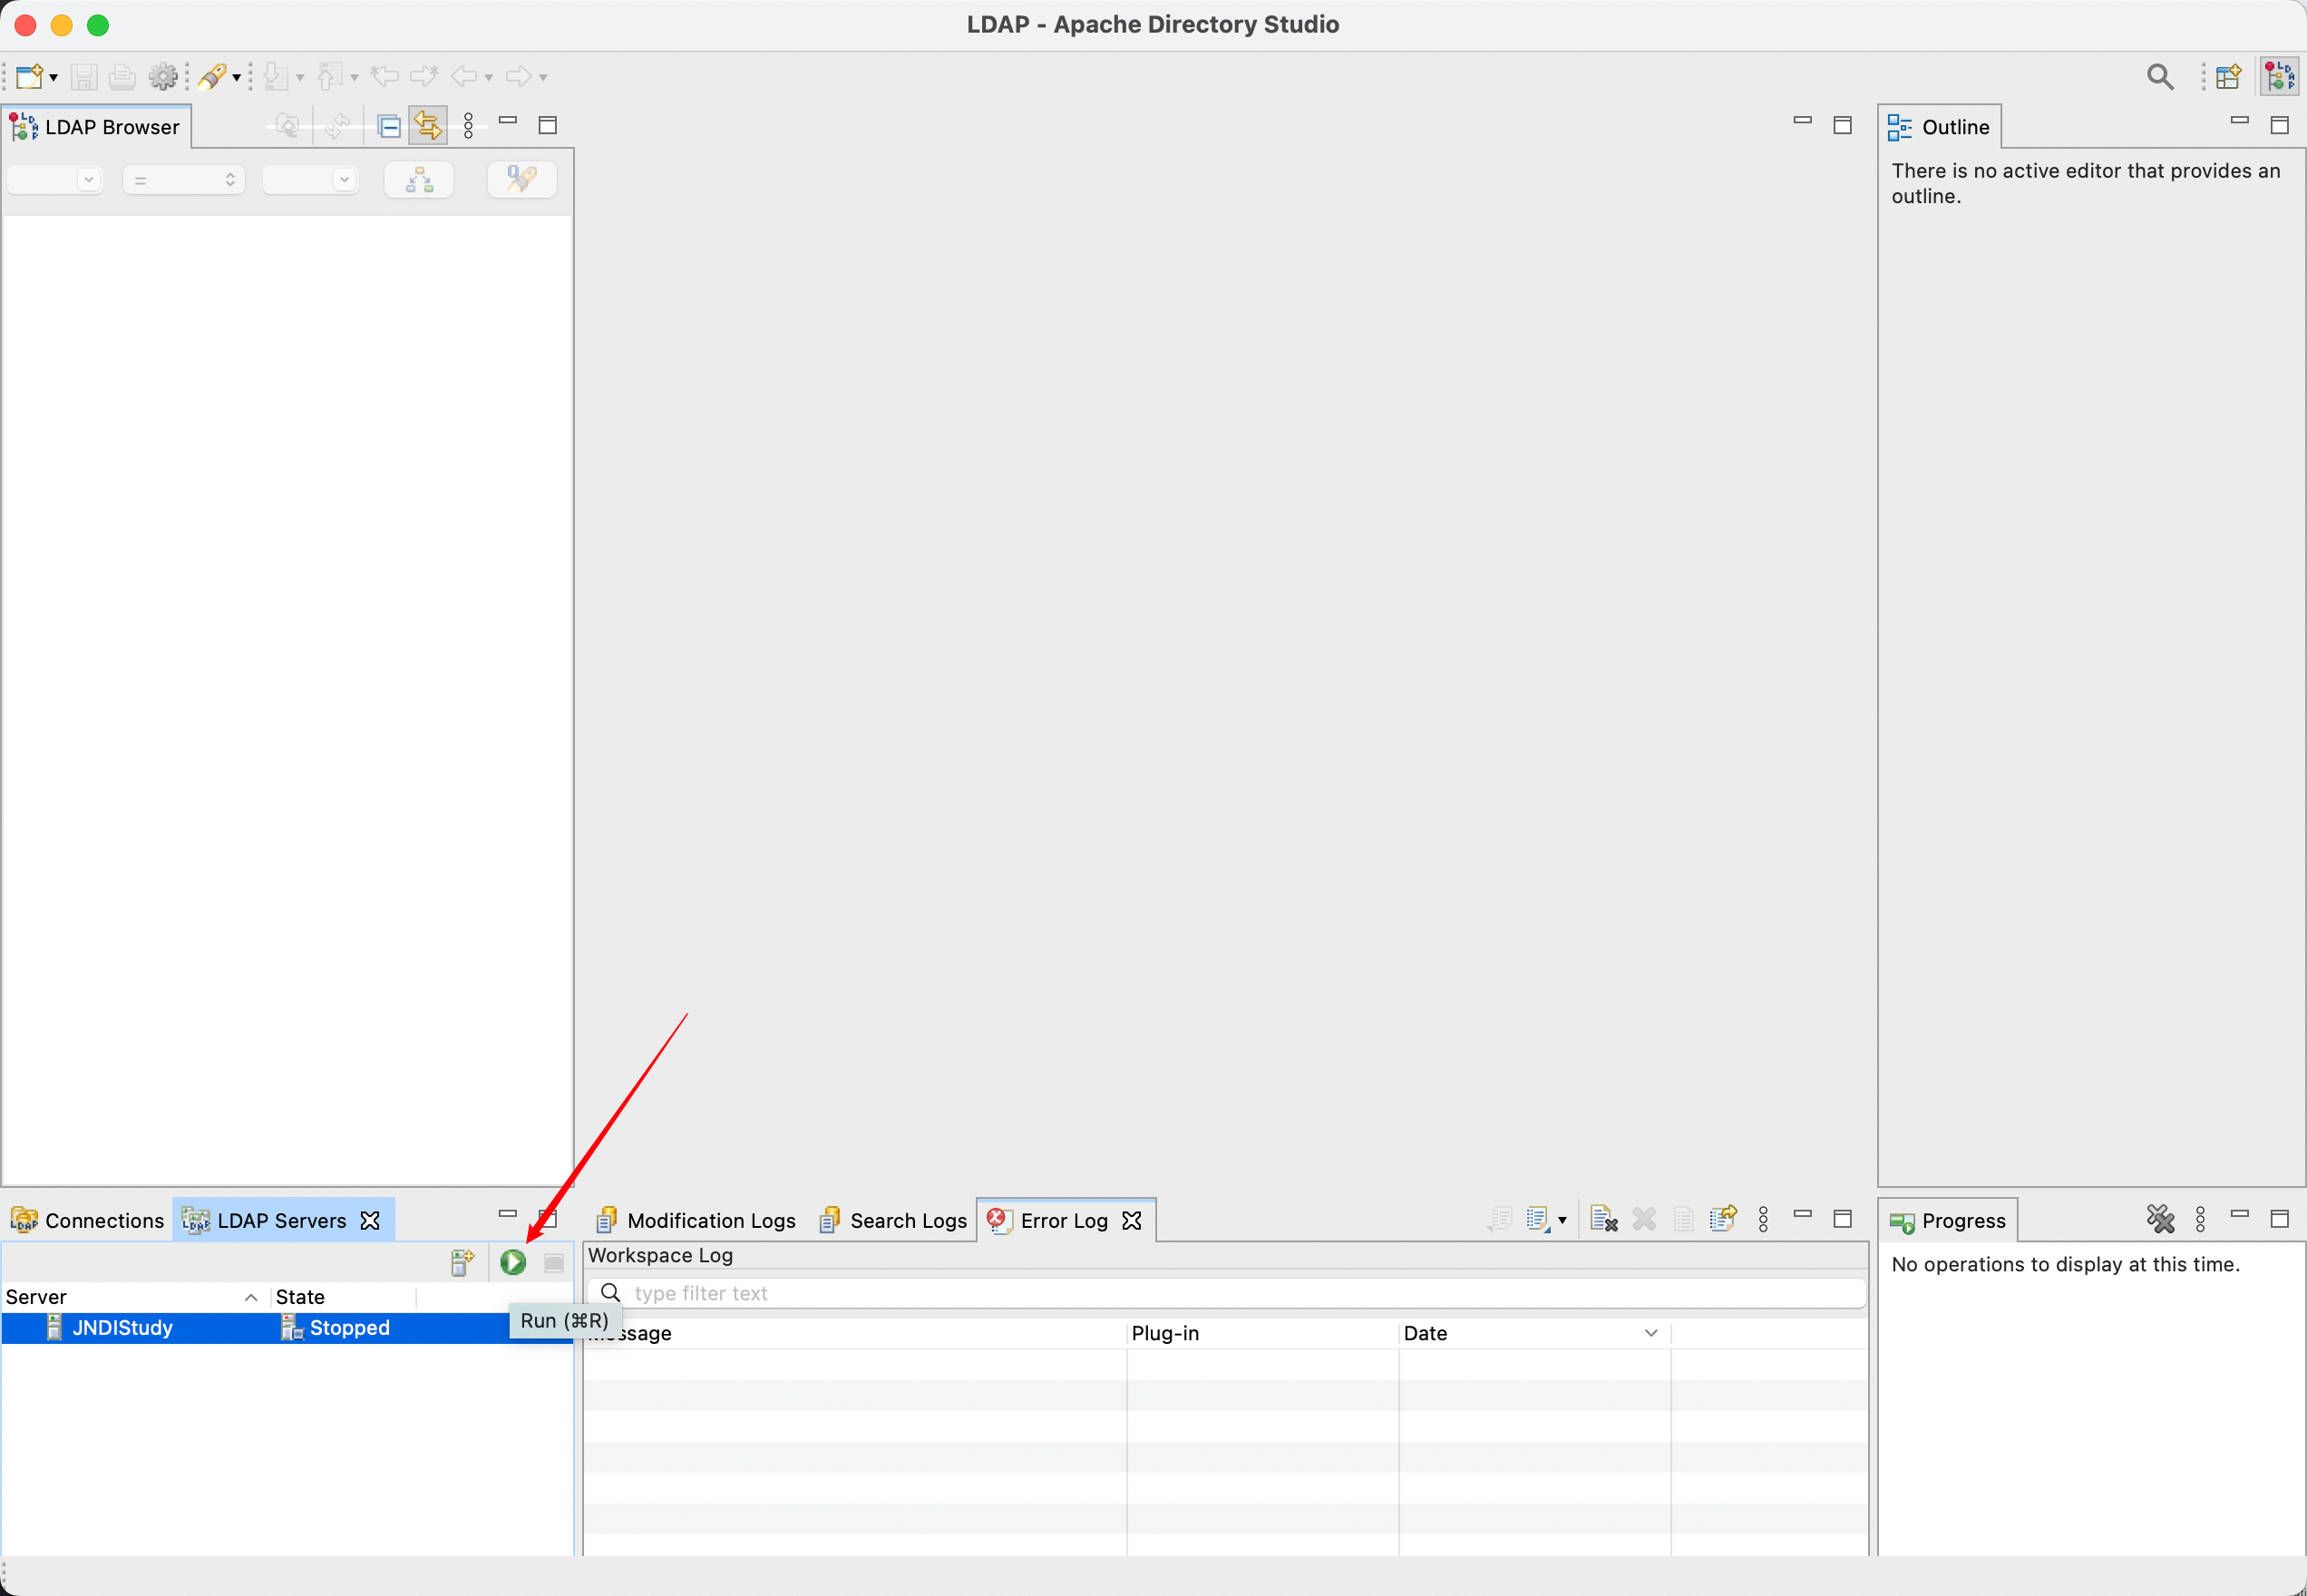 LDAP - Apache Directory Studio
LDAP Browser
=
Outline
There is no active editor that provides an
outline.
Connections
LDAP Servers
Server
State
JNDIStudy
Stopped
Run (⌘R)
Modification Logs
Search Logs
Error Log
Workspace Log
type filter text
ssage
Plug-in
Date
Progress
No operations to display at this time.